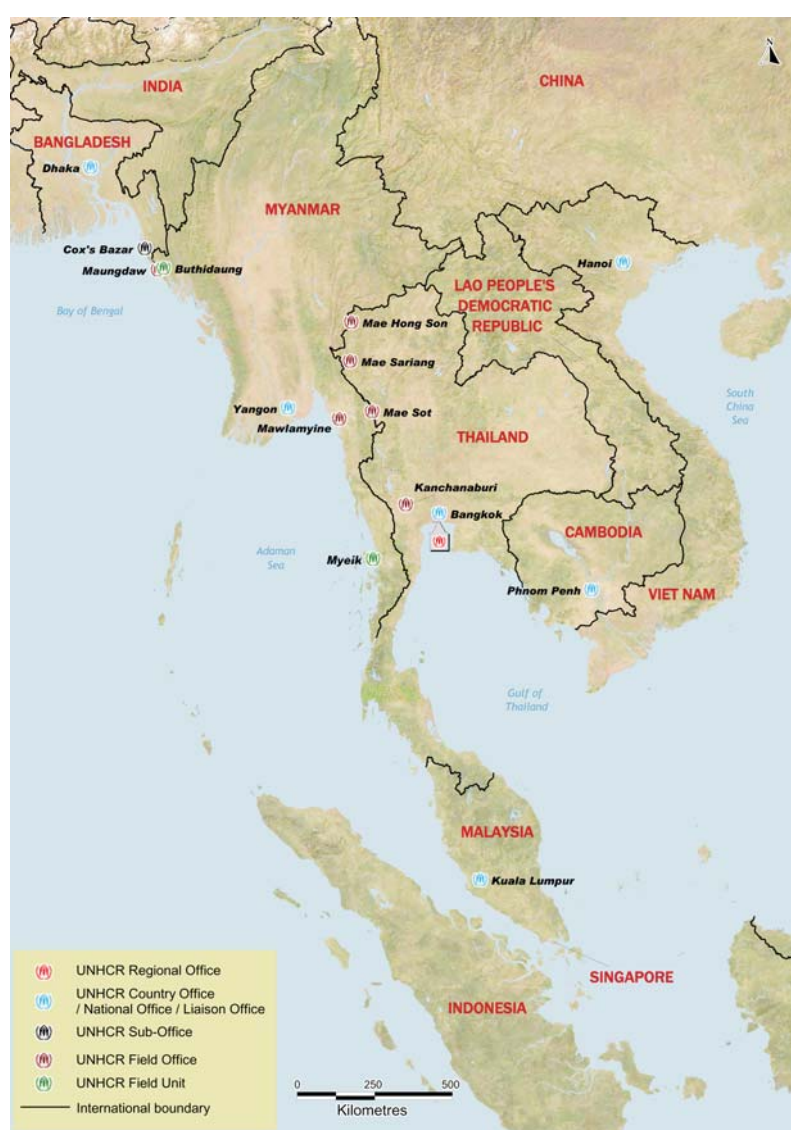 N
CHINA
INDIA
BANGLADESH
Dhaka
MYANMAR
Cox's Bazar
Maungdaw
Buthidaung
Hanoi
LAO PEOPLE'S
DEMOCRATIC
REPUBLIC
Bay of Bengal
Mae Hong Son
Mae Sariang
South
China
Sea
Yangon
Mae Sot
Mawlamyine
THAILAND
Kanchanaburi
Bangkok
CAMBODIA
Adaman
Sea
Myeik
Phnom Penh
VIET NAM
Gulf of
Thailand
MALAYSIA
Kuala Lumpur
SINGAPORE
INDONESIA
UNHCR Regional Office
UNHCR Country Office
/ National Office / Liaison Office
UNHCR Sub-Office
UNHCR Field Office
UNHCR Field Unit
International boundary
0 250 500
Kilometres